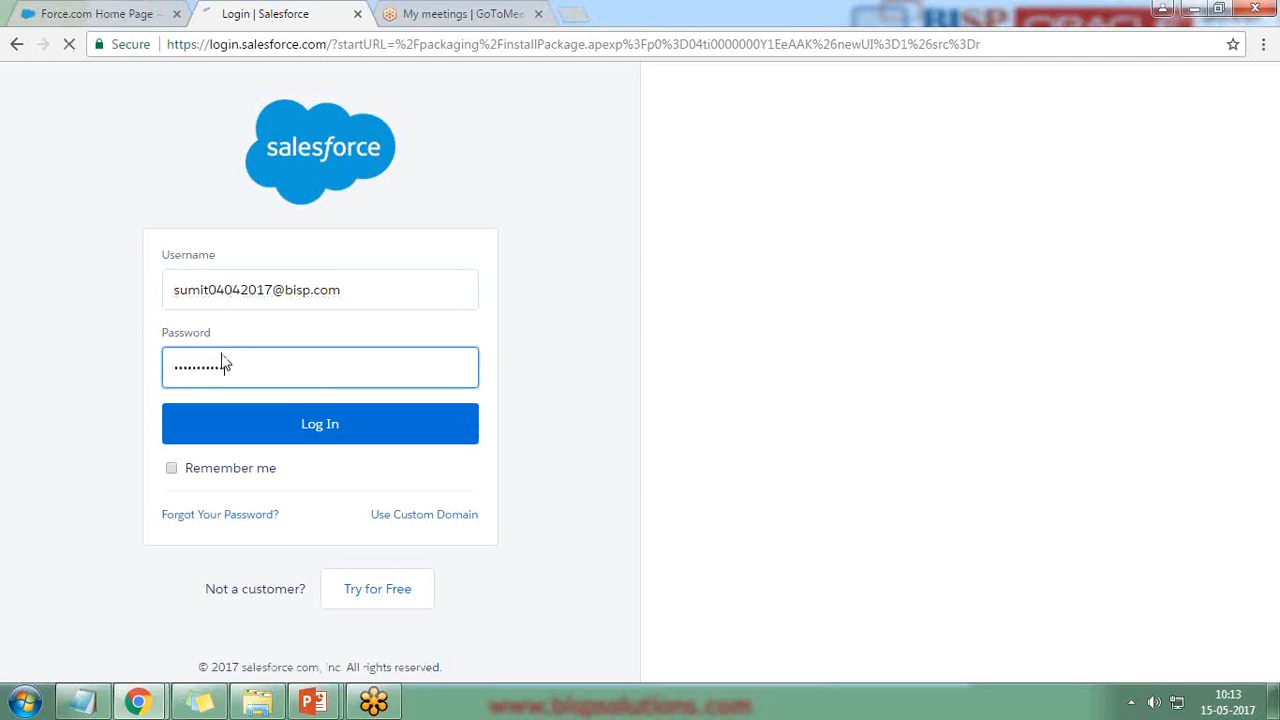 Force.com Home Page - Login | Salesforce My meetings | GoToMee
Secure https://login.salesforce.com/?startURL=%2Fpackaging%2FInstallPackage.apexp%3Fp0%3D04ti0000000Y1EeAAK%26newUI%3D1%26src%3Dr
salesforce
Username
sumit04042017@bisp.com
Password
Log In
Remember me
Forgot Your Password? Use Custom Domain
Not a customer? Try for Free
© 2017 salesforce.com, inc. All rights reserved.
www.bispsolutions.com
10:13
15-05-2017